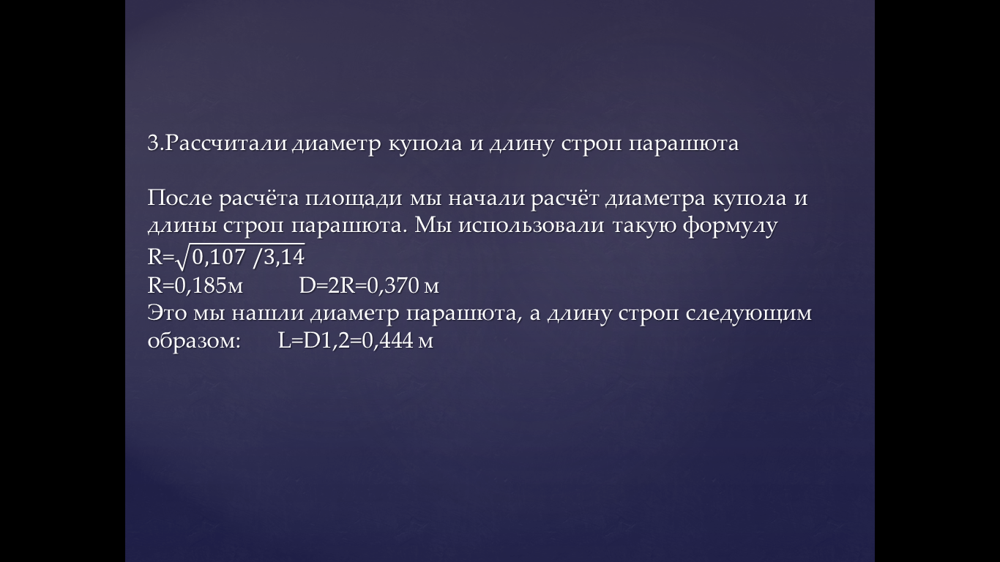 3.Рассчитали диаметр купола и длину строп парашюта
После расчёта площади мы начали расчёт диаметра купола и
длины строп парашюта. Мы использовали такую формулу
R=√0,107 /3,14
R=0,185м D=2R=0,370 м
Это мы нашли диаметр парашюта, а длину строп следующим
образом: L=D1,2=0,444 м